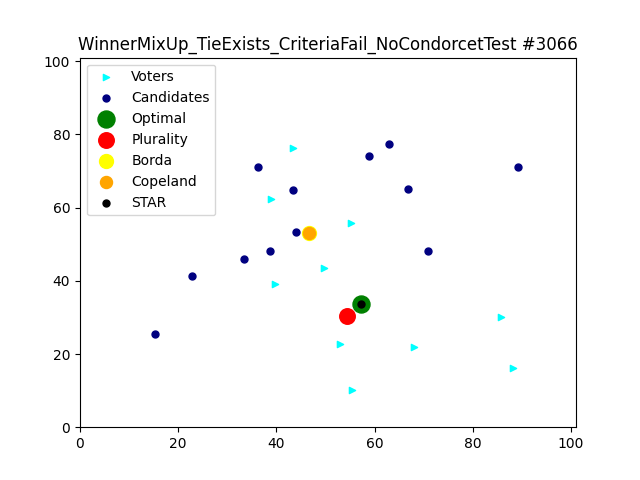 WinnerMixUp_TieExists_CriteriaFail_NoCondorcetTest #3066
Voters
Candidates
Optimal
Plurality
Borda
Copeland
STAR
100
80
60
40
20
0
0 20 40 60 80 100